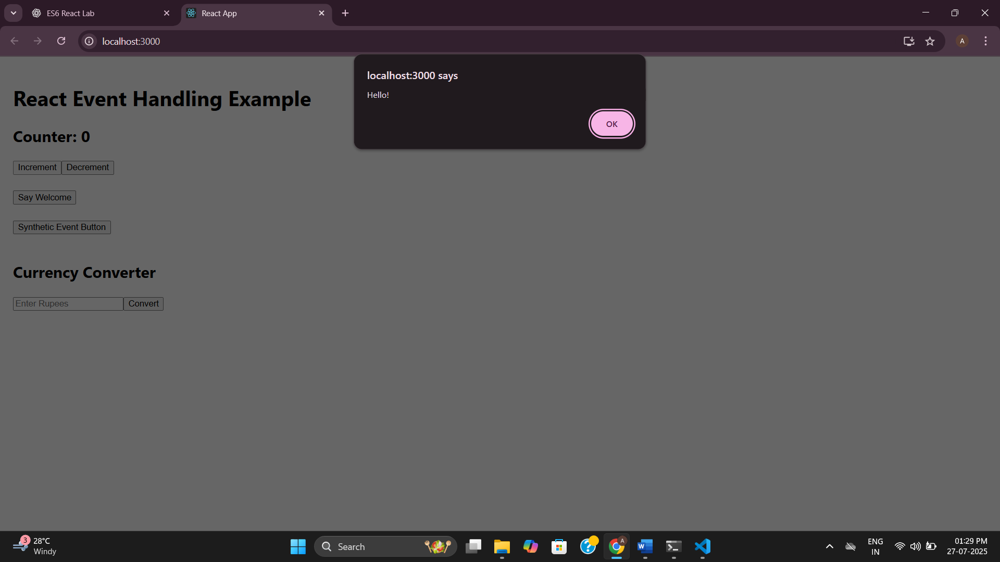 ES6 React Lab
React App
localhost:3000
A
localhost:3000 says
Hello!
OK
React Event Handling Example
Counter: 0
Increment Decrement
Say Welcome
Synthetic Event Button
Currency Converter
Enter Rupees Convert
3
28°C
Windy
Search
A
W
ENG
IN
01:29 PM
27-07-2025